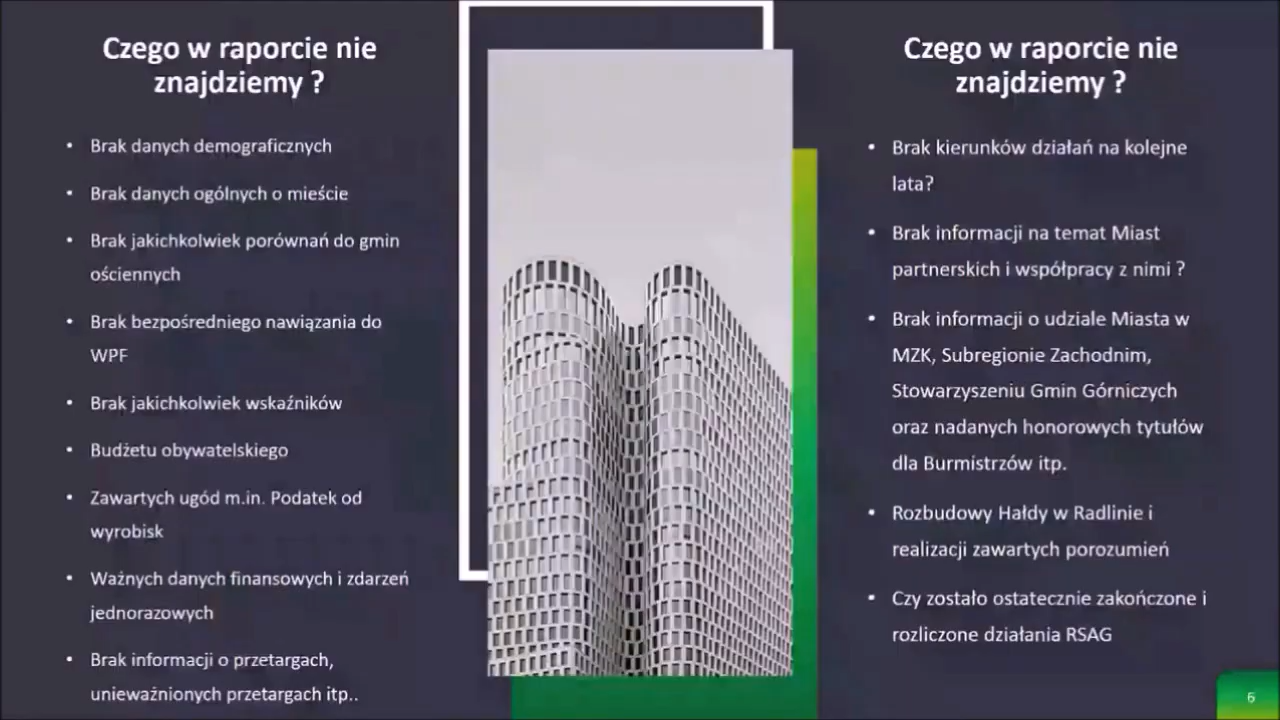 Czego w raporcie nie
znajdziemy ?
• Brak danych demograficznych
• Brak danych ogólnych o mieście
• Brak jakichkolwiek porównań do gmin
ościennych
• Brak bezpośredniego nawiązania do
WPF
• Brak jakichkolwiek wskaźników
• Budżetu obywatelskiego
• Zawartych ugód m.in. Podatek od
wyrobisk
• Ważnych danych finansowych i zdarzeń
jednorazowych
• Brak informacji o przetargach,
unieważnionych przetargach itp..
Czego w raporcie nie
znajdziemy ?
• Brak kierunków działań na kolejne
lata?
• Brak informacji na temat Miast
partnerskich i współpracy z nimi ?
• Brak informacji o udziale Miasta w
MZK, Subregionie Zachodnim,
Stowarzyszeniu Gmin Górniczych
oraz nadanych honorowych tytułów
dla Burmistrzów itp.
• Rozbudowy Hałdy w Radlinie i
realizacji zawartych porozumień
• Czy zostało ostatecznie zakończone i
rozliczone działania RSAG
6